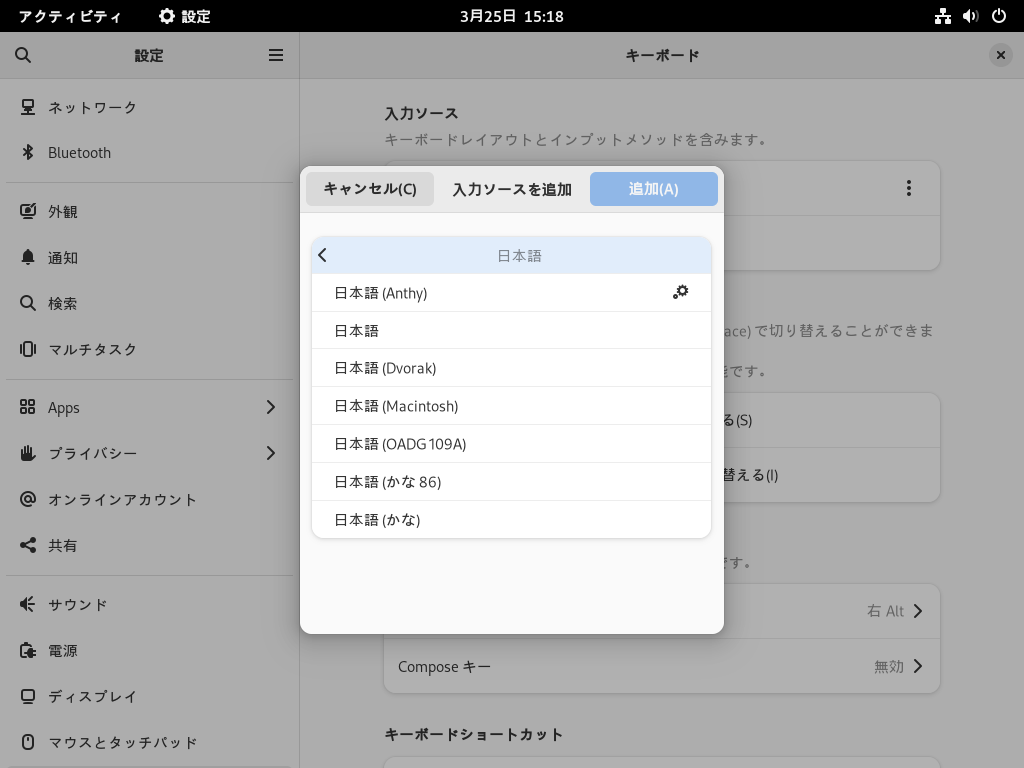 アクティビティ 設定 3月25日 15:18
設定
キーボード
ネットワーク
Bluetooth
外観
通知
検索
マルチタスク
Apps
プライバシー
オンラインアカウント
共有
サウンド
電源
ディスプレイ
マウスとタッチパッド
入力ソース
キーボードレイアウトとインプットメソッドを含みます。
キャンセル(C) 入力ソースを追加 追加(A)
日本語
日本語 (Anthy)
日本語
日本語 (Dvorak)
日本語 (Macintosh)
日本語 (OADG 109A)
日本語 (かな 86)
日本語 (かな)
ace) で切り替えることができま
です。
る(S)
替える(I)
です。
右 Alt
Compose キー 無効
キーボードショートカット